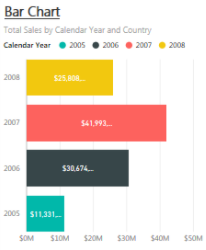 Bar Chart
Total Sales by Calendar Year and Country
Calendar Year 2005 2006 2007 2008
2008 $25,808,...
2007 $41,993,...
2006 $30,674,...
2005 $11,331,...
$0M $10M $20M $30M $40M $50M